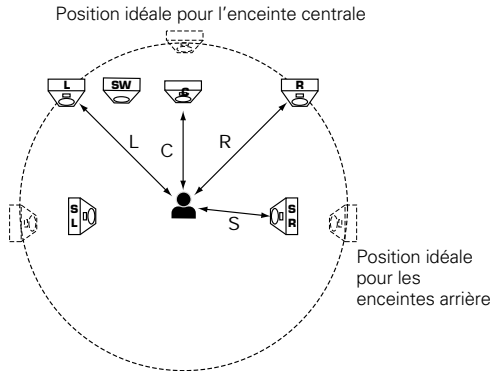 Position idéale pour l'enceinte centrale
L
SW
C
R
L
C
R
S
L
S
S
R
Position idéale
pour les
enceintes arrière